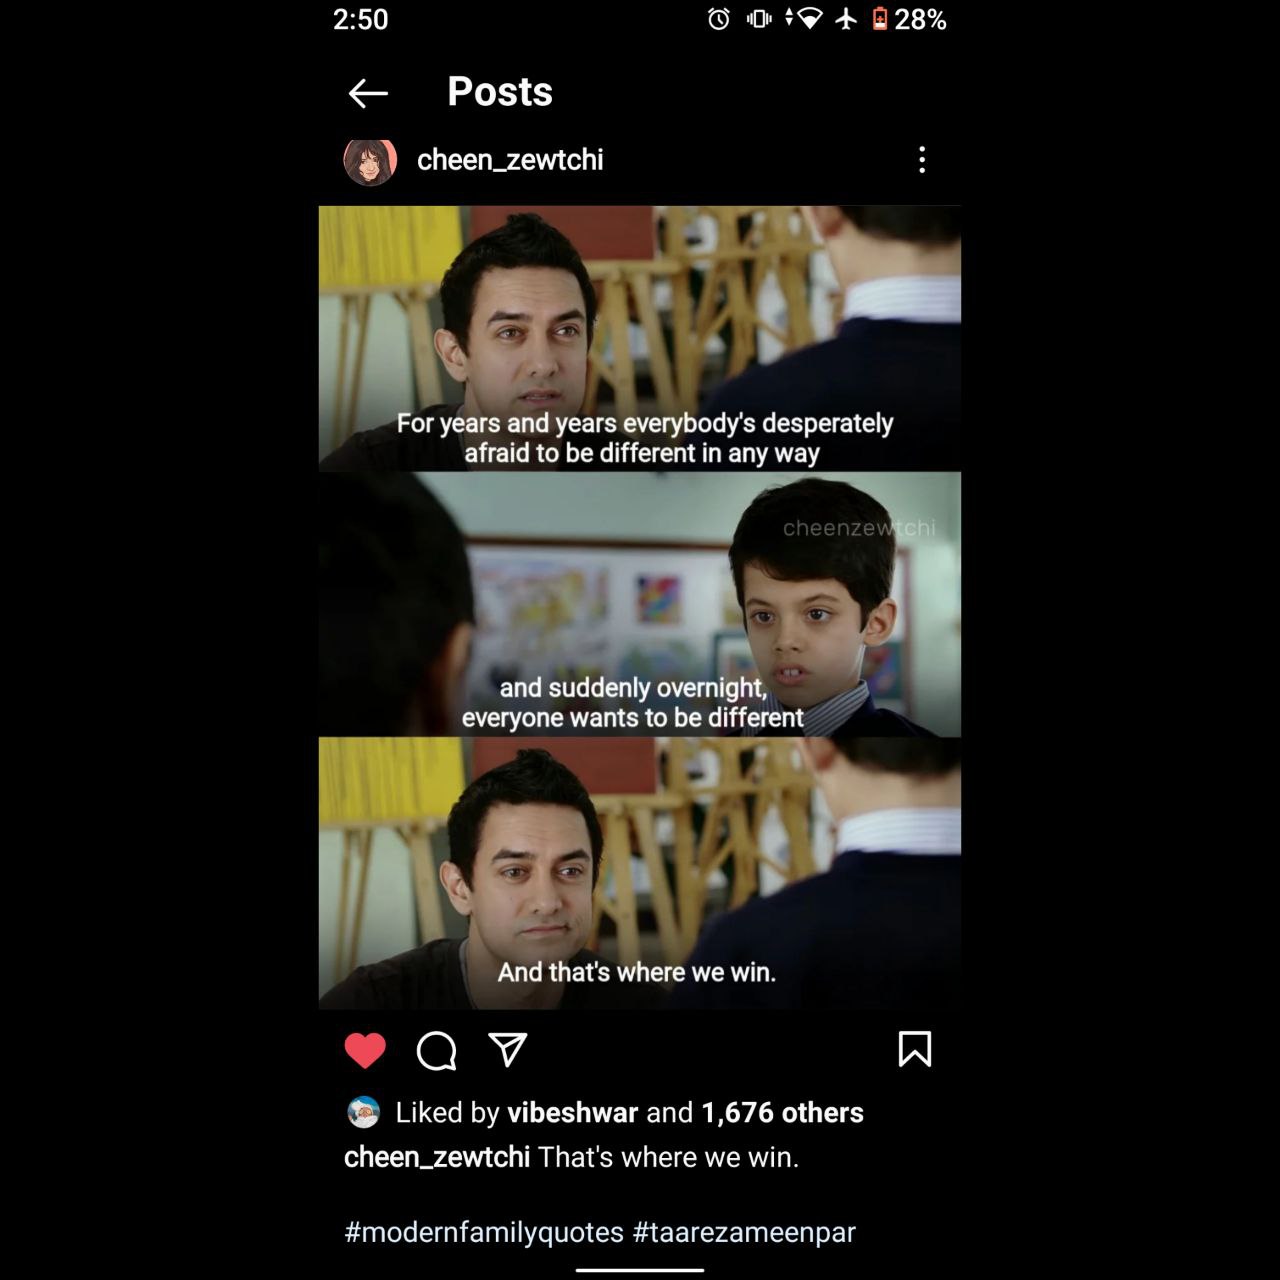 2:50
28%
Posts
cheen_zewtchi
For years and years everybody's desperately
afraid to be different in any way
cheenzewtchi
and suddenly overnight,
everyone wants to be different
And that's where we win.
Liked by vibeshwar and 1,676 others
cheen_zewtchi That's where we win.
#modernfamilyquotes #taarezameenpar